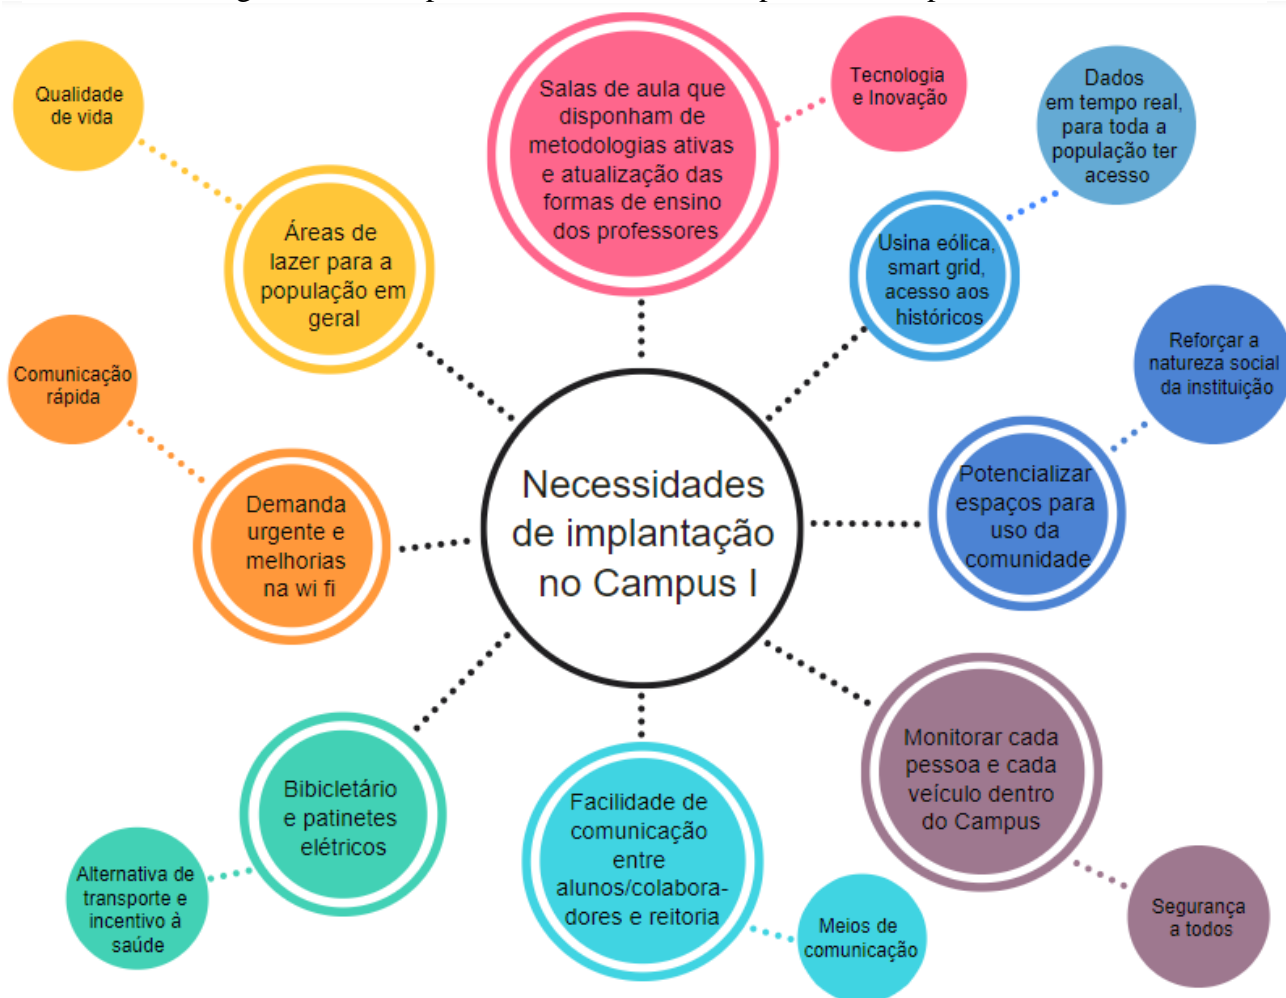 Qualidade
de vida
Áreas de
lazer para a
população em
geral
Salas de aula que
disponham de
metodologias ativas
e atualização das
formas de ensino
dos professores
Tecnologia
e Inovação
Dados
em tempo real,
para toda a
população ter
acesso
Usina eólica,
smart grid,
acesso aos
históricos
Comunicação
rápida
Demanda
urgente e
melhorias
na wi fi
Necessidades
de implantação
no Campus I
Reforçar a
natureza social
da instituição
Potencializar
espaços para
uso da
comunidade
Bibicletário
e patinetes
elétricos
Alternativa de
transporte e
incentivo à
saúde
Facilidade de
comunicação
entre
alunos/colabora-
dores e reitoria
Meios de
comunicação
Monitorar cada
pessoa e cada
veículo dentro
do Campus
Segurança
a todos